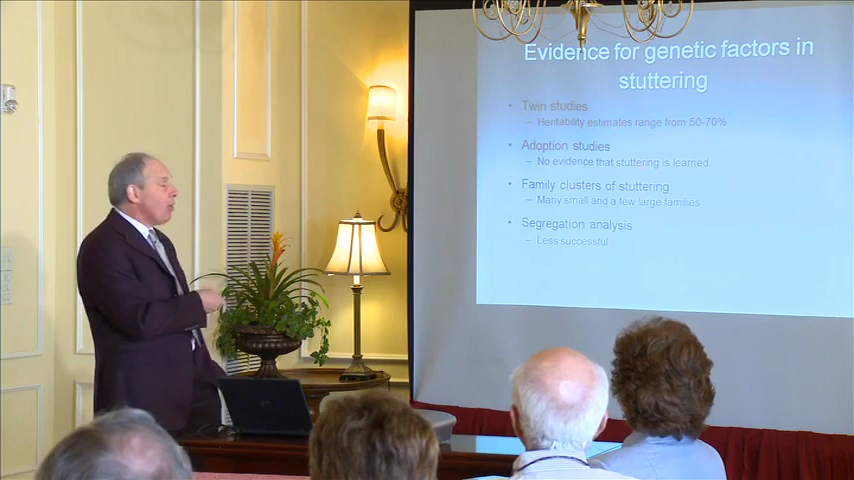 Evidence for genetic factors in
stuttering
• Twin studies
– Heritability estimates range from 50-70%
• Adoption studies
– No evidence that stuttering is learned
• Family clusters of stuttering
– Many small and a few large families
• Segregation analysis
– Less successful